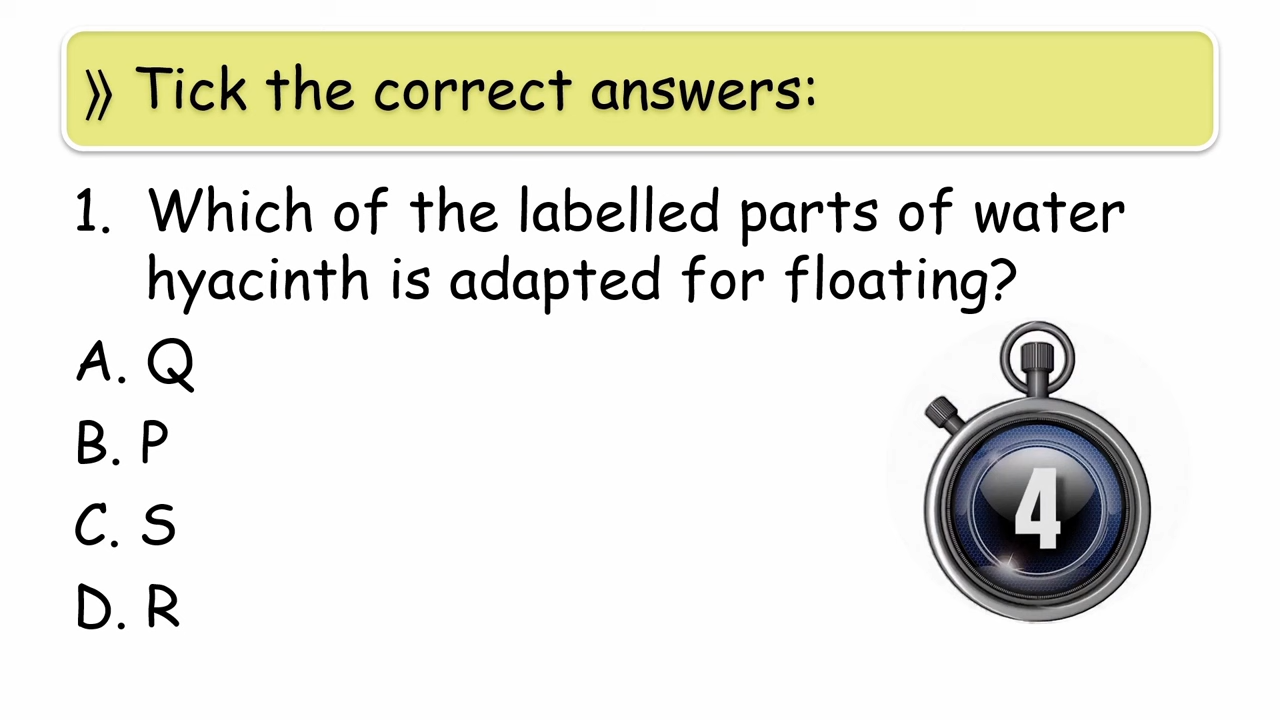 ⟫ Tick the correct answers:
1. Which of the labelled parts of water
hyacinth is adapted for floating?
A. Q
B. P
C. S
D. R
4